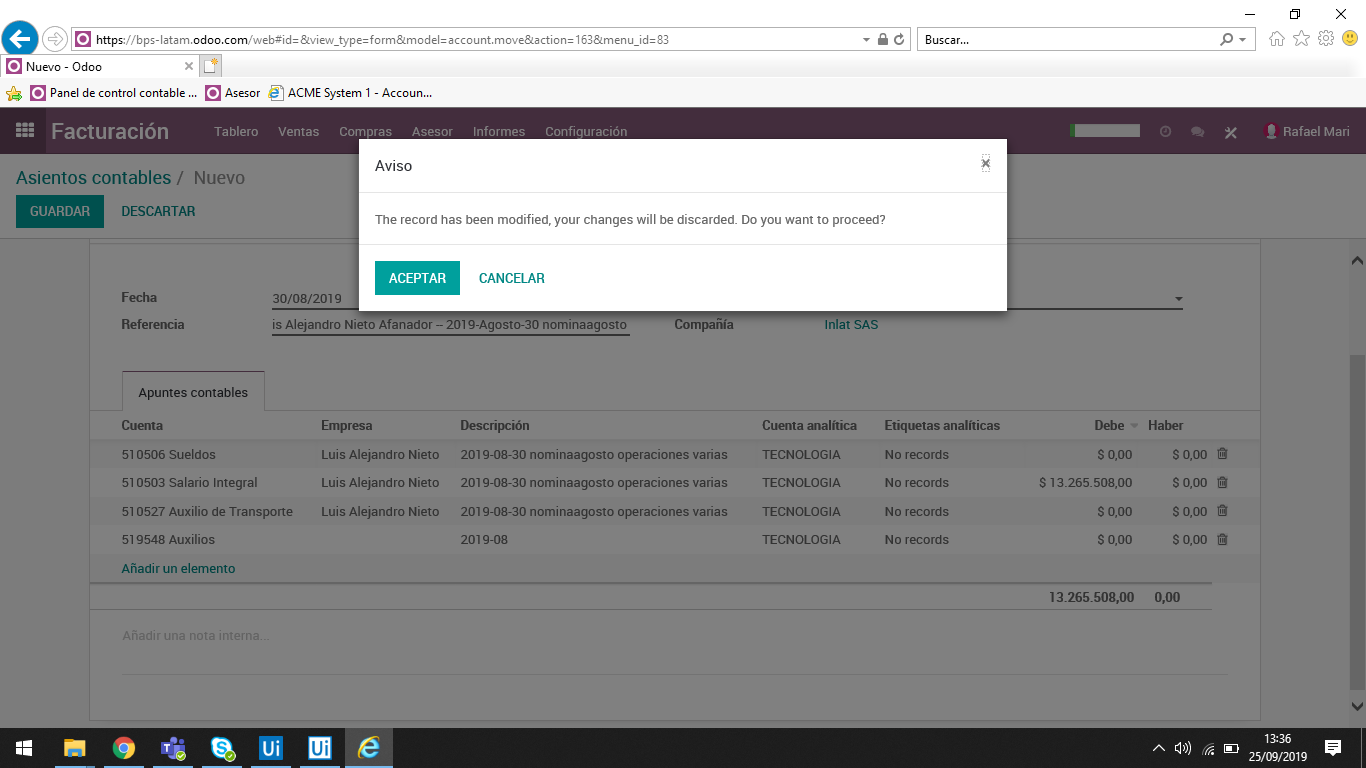 https://bps-latam.odoo.com/web#id=&view_type=form&model=account.move&action=163&menu_id=83
Buscar...
Nuevo - Odoo
Panel de control contable ... Asesor ACME System 1 - Accoun...
Facturación Tablero Ventas Compras Asesor Informes Configuración Rafael Mari
Asientos contables / Nuevo
GUARDAR DESCARTAR
Aviso
The record has been modified, your changes will be discarded. Do you want to proceed?
ACEPTAR CANCELAR
Fecha 30/08/2019
Referencia is Alejandro Nieto Afanador -- 2019-Agosto-30 nominaagosto Compañía Inlat SAS
Apuntes contables
Cuenta Empresa Descripción Cuenta analítica Etiquetas analíticas Debe Haber
510506 Sueldos Luis Alejandro Nieto 2019-08-30 nominaagosto operaciones varias TECNOLOGIA No records $ 0,00 $ 0,00
510503 Salario Integral Luis Alejandro Nieto 2019-08-30 nominaagosto operaciones varias TECNOLOGIA No records $ 13.265.508,00 $ 0,00
510527 Auxilio de Transporte Luis Alejandro Nieto 2019-08-30 nominaagosto operaciones varias TECNOLOGIA No records $ 0,00 $ 0,00
519548 Auxilios 2019-08 TECNOLOGIA No records $ 0,00 $ 0,00
Añadir un elemento
13.265.508,00 0,00
Añadir una nota interna...
Ui Ui
13:36
25/09/2019